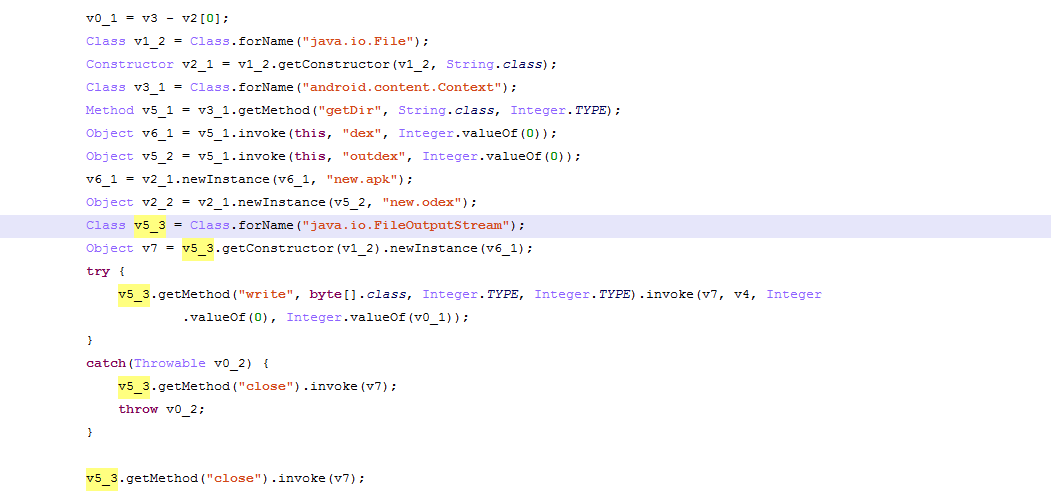 v0_1 = v3 - v2[0];
Class v1_2 = Class.forName("java.io.File");
Constructor v2_1 = v1_2.getConstructor(v1_2, String.class);
Class v3_1 = Class.forName("android.content.Context");
Method v5_1 = v3_1.getMethod("getDir", String.class, Integer.TYPE);
Object v6_1 = v5_1.invoke(this, "dex", Integer.valueOf(0));
Object v5_2 = v5_1.invoke(this, "outdex", Integer.valueOf(0));
v6_1 = v2_1.newInstance(v6_1, "new.apk");
Object v2_2 = v2_1.newInstance(v5_2, "new.odex");
Class v5_3 = Class.forName("java.io.FileOutputStream");
Object v7 = v5_3.getConstructor(v1_2).newInstance(v6_1);
try {
v5_3.getMethod("write", byte[].class, Integer.TYPE, Integer.TYPE).invoke(v7, v4, Integer
.valueOf(0), Integer.valueOf(v0_1));
}
catch(Throwable v0_2) {
v5_3.getMethod("close").invoke(v7);
throw v0_2;
}
v5_3.getMethod("close").invoke(v7);